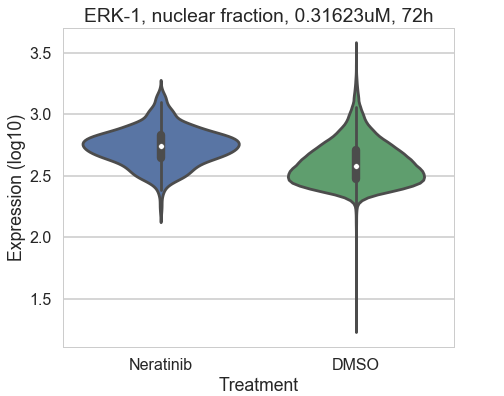 ERK-1, nuclear fraction, 0.31623uM, 72h
Expression (log10)
3.5
3.0
2.5
2.0
1.5
Neratinib
DMSO
Treatment